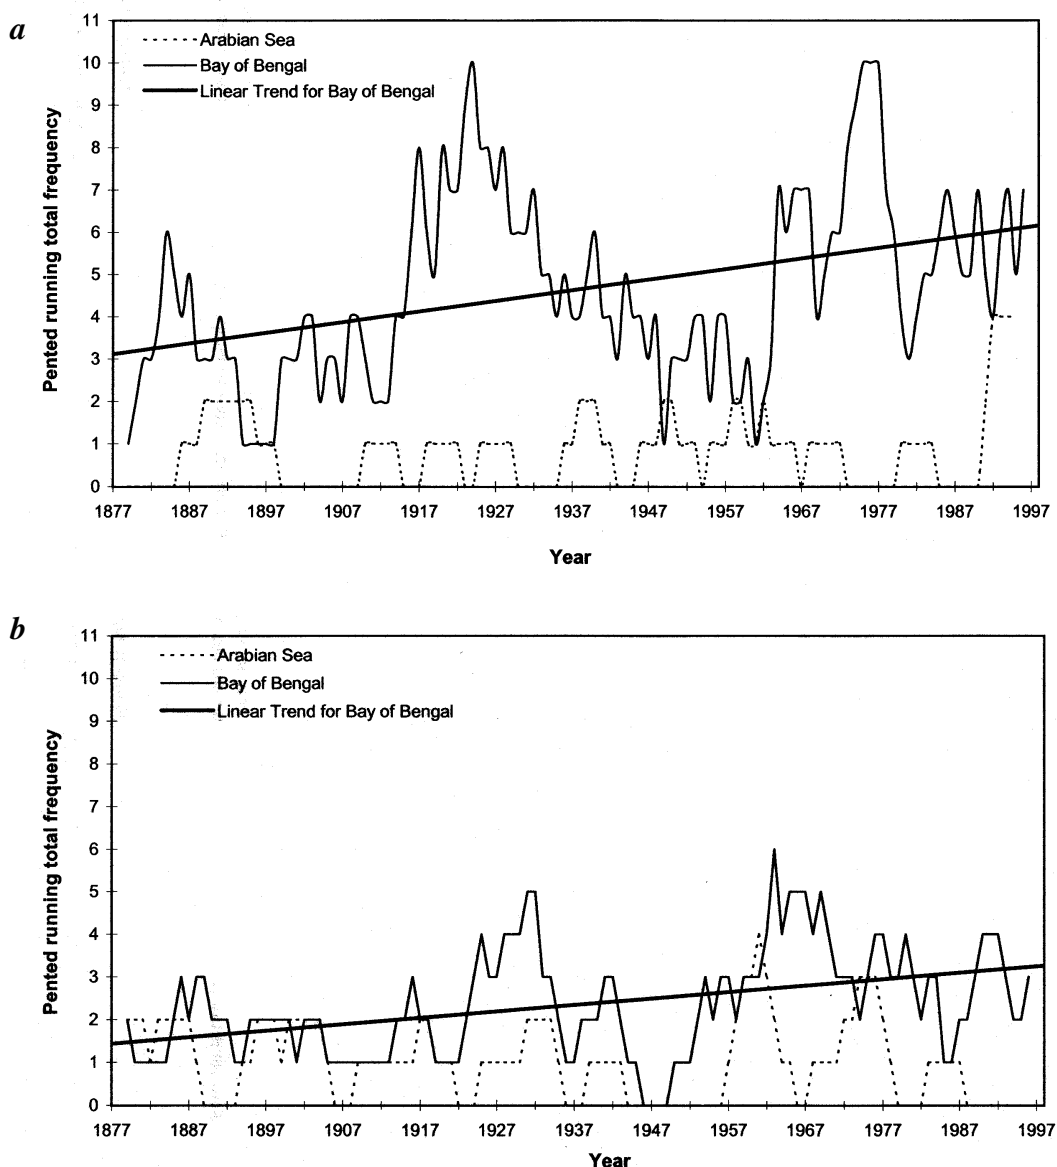 a
11
10
9
8
7
6
5
4
3
2
1
0
Pented running total frequency
Arabian Sea
Bay of Bengal
Linear Trend for Bay of Bengal
1877 1887 1897 1907 1917 1927 1937 1947 1957 1967 1977 1987 1997
Year
b
11
10
9
8
7
6
5
4
3
2
1
0
Pented running total frequency
Arabian Sea
Bay of Bengal
Linear Trend for Bay of Bengal
1877 1887 1897 1907 1917 1927 1937 1947 1957 1967 1977 1987 1997
Year